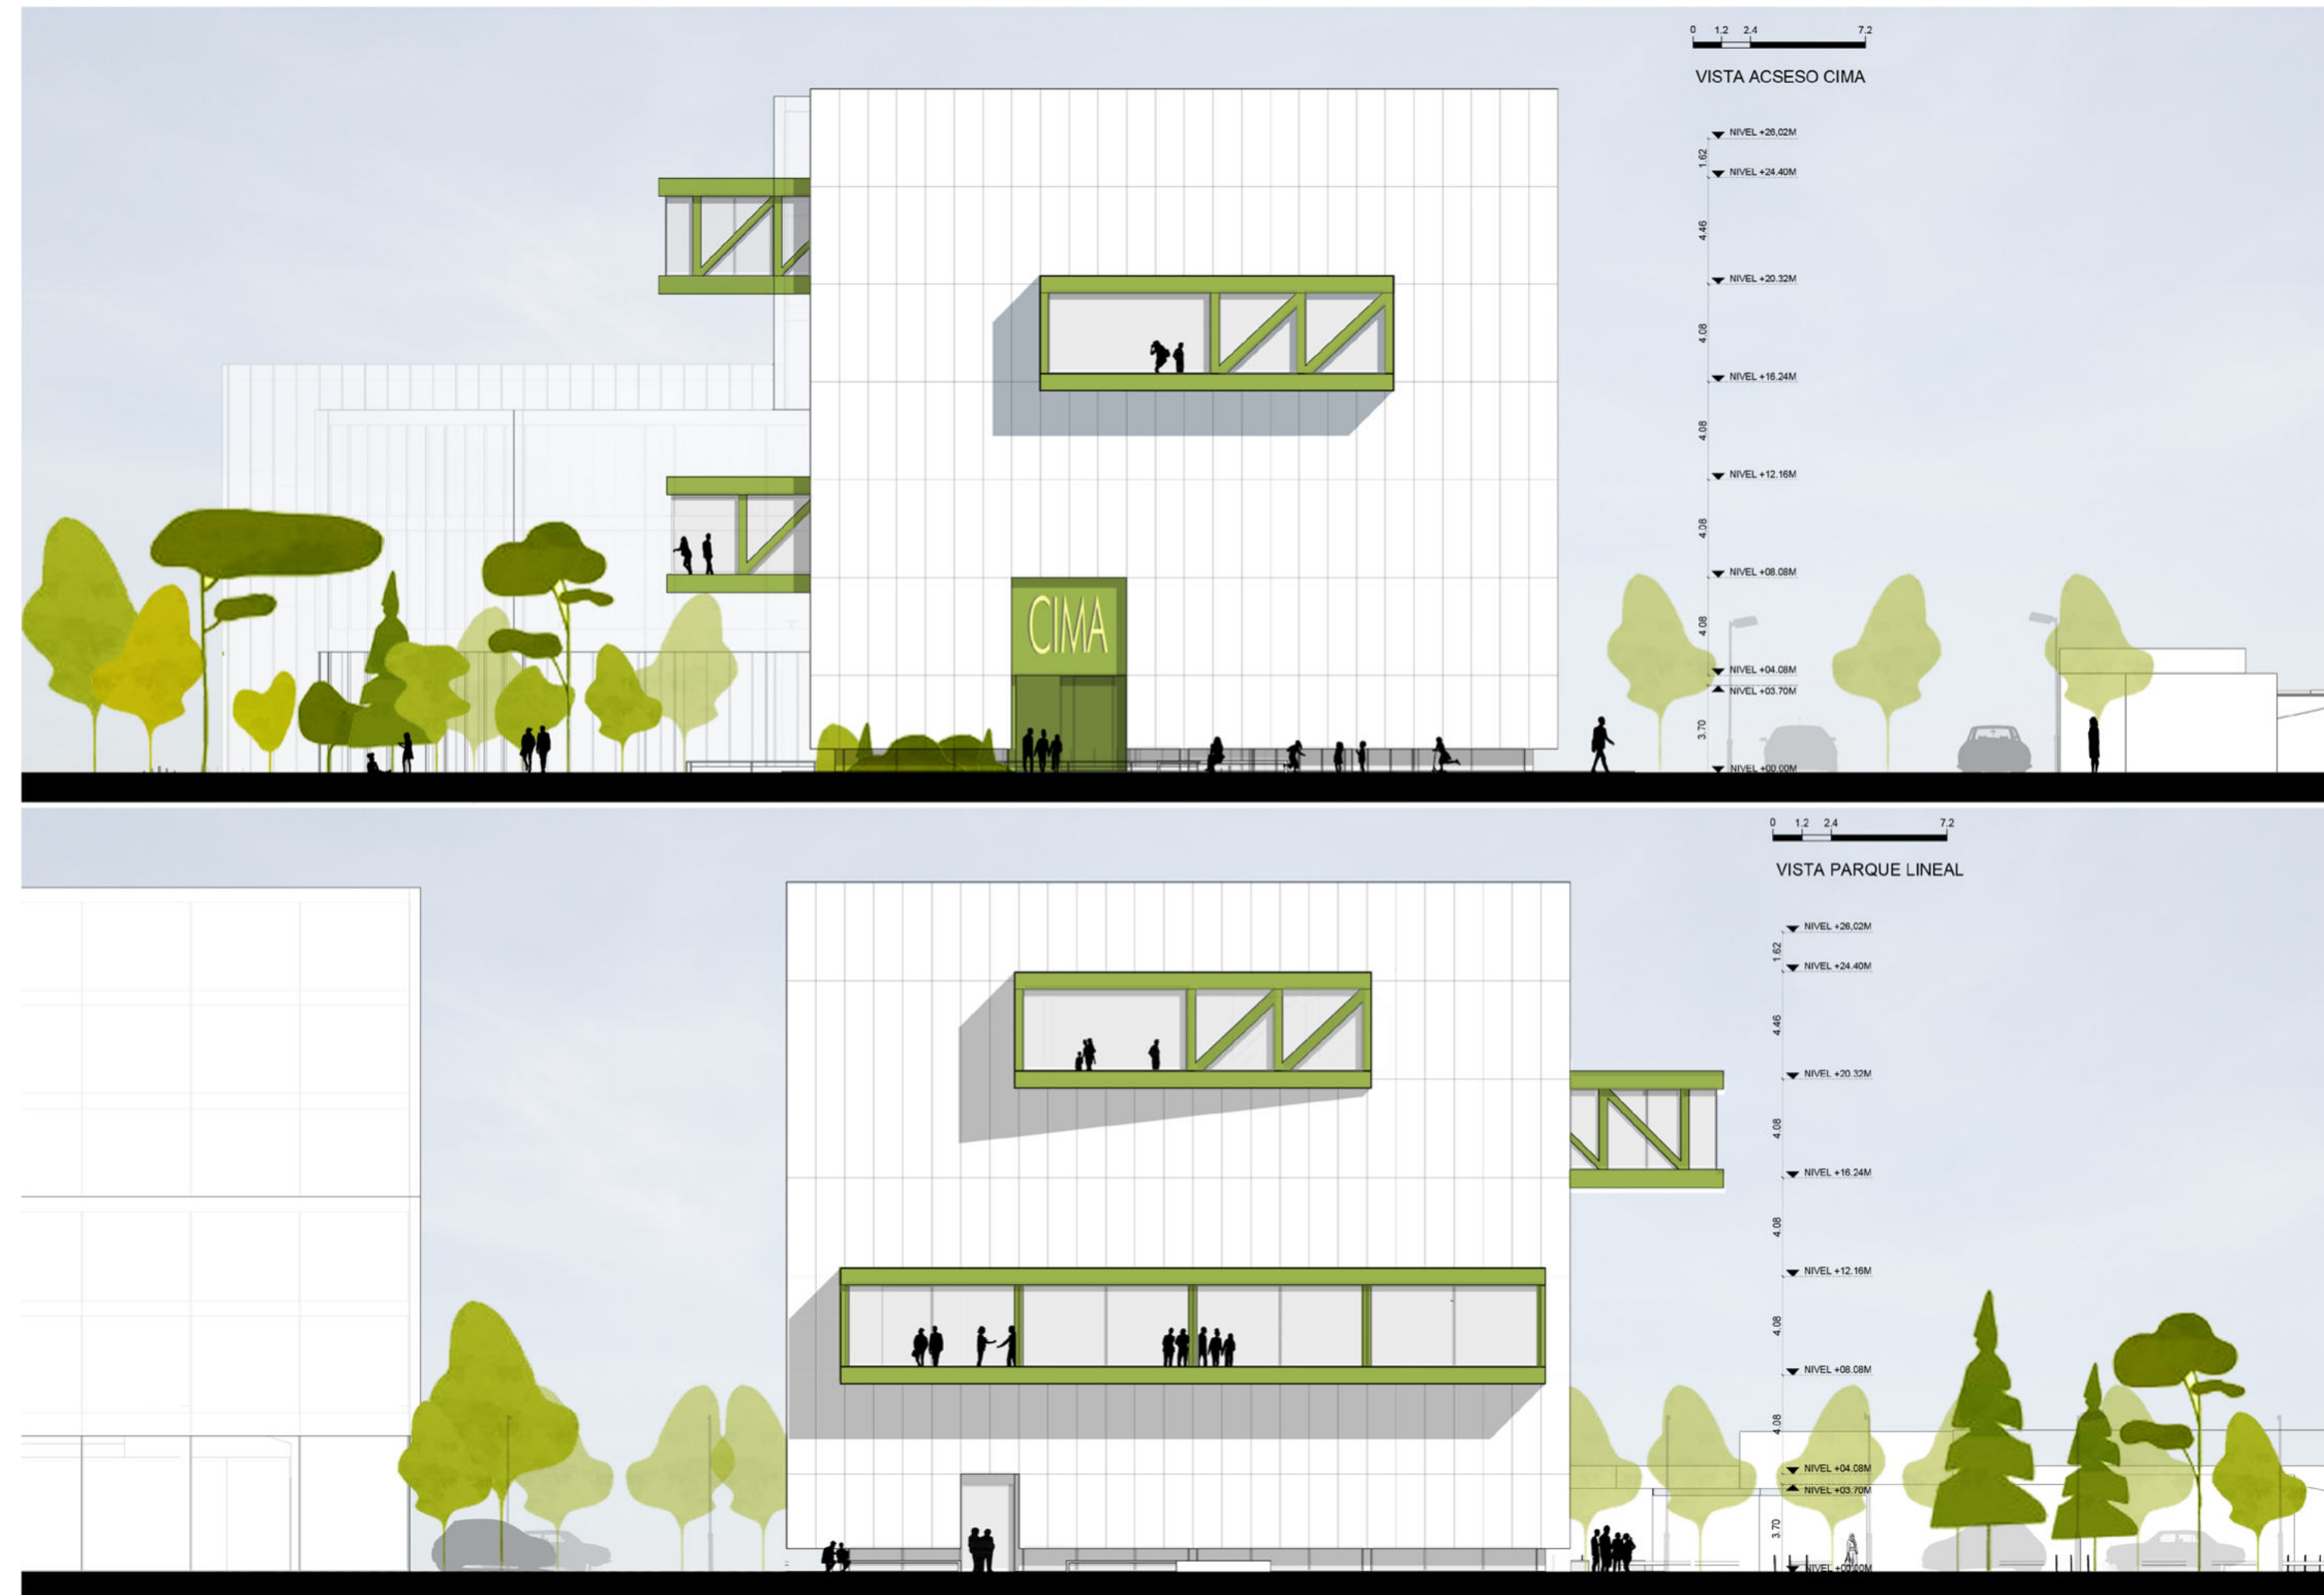 0 1.2 2.4 7.2
VISTA ACSESO CIMA
NIVEL +26,02M
1.62
NIVEL +24.40M
4.46
NIVEL +20.32M
4.08
NIVEL +16.24M
4.08
NIVEL +12.16M
4.08
NIVEL +08.08M
CIMA
4.08
NIVEL +04.08M
NIVEL +03.70M
3.70
NIVEL +00.00M
0 1.2 2.4 7.2
VISTA PARQUE LINEAL
NIVEL +26,02M
1.62
NIVEL +24.40M
4.46
NIVEL +20.32M
4.08
NIVEL +16.24M
4.08
NIVEL +12.16M
4.08
NIVEL +08.08M
4.08
NIVEL +04.08M
NIVEL +03.70M
3.70
NIVEL +00.00M